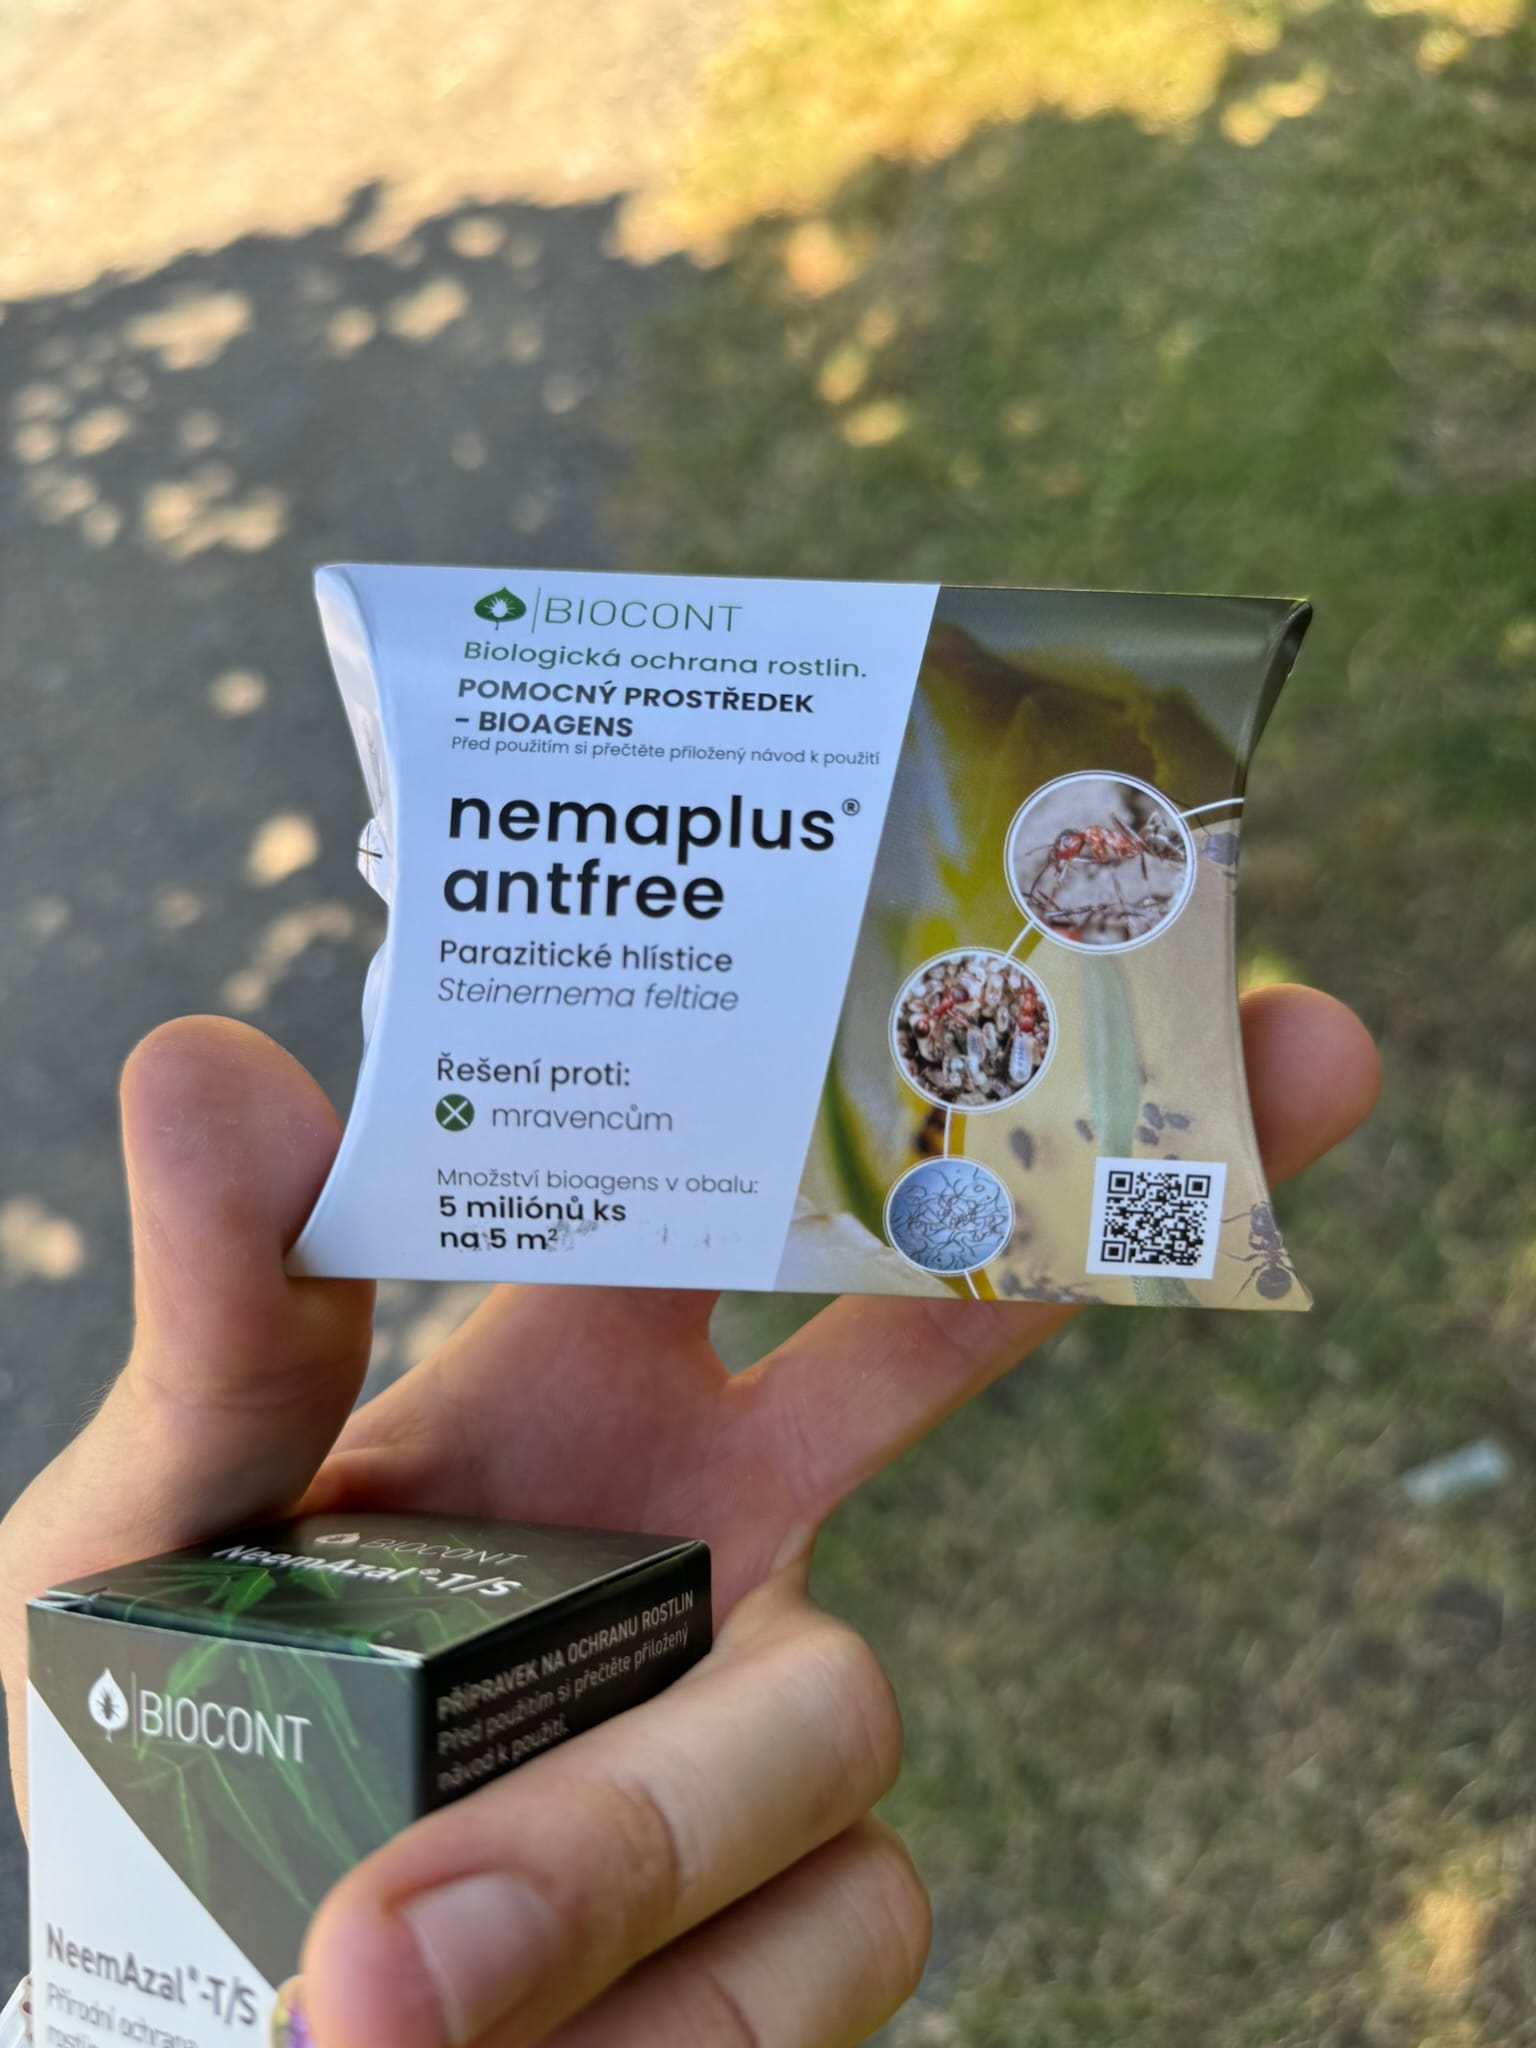 BIOCONT
Biologická ochrana rostlin.
POMOCNÝ PROSTŘEDEK
- BIOAGENS
Před použitím si přečtěte přiložený návod k použití
nemaplus®
antfree
Parazitické hlístice
Steinernema feltiae
Řešení proti:
mravencům
Množství bioagens v obalu:
5 miliónů ks
na 5 m²
BIOCONT
NeemAzal®-T/S
PŘÍPRAVEK NA OCHRANU ROSTLIN
Před použitím si přečtěte přiložený
návod k použití.
BIOCONT
NeemAzal®-T/S
Přírodní ochrana